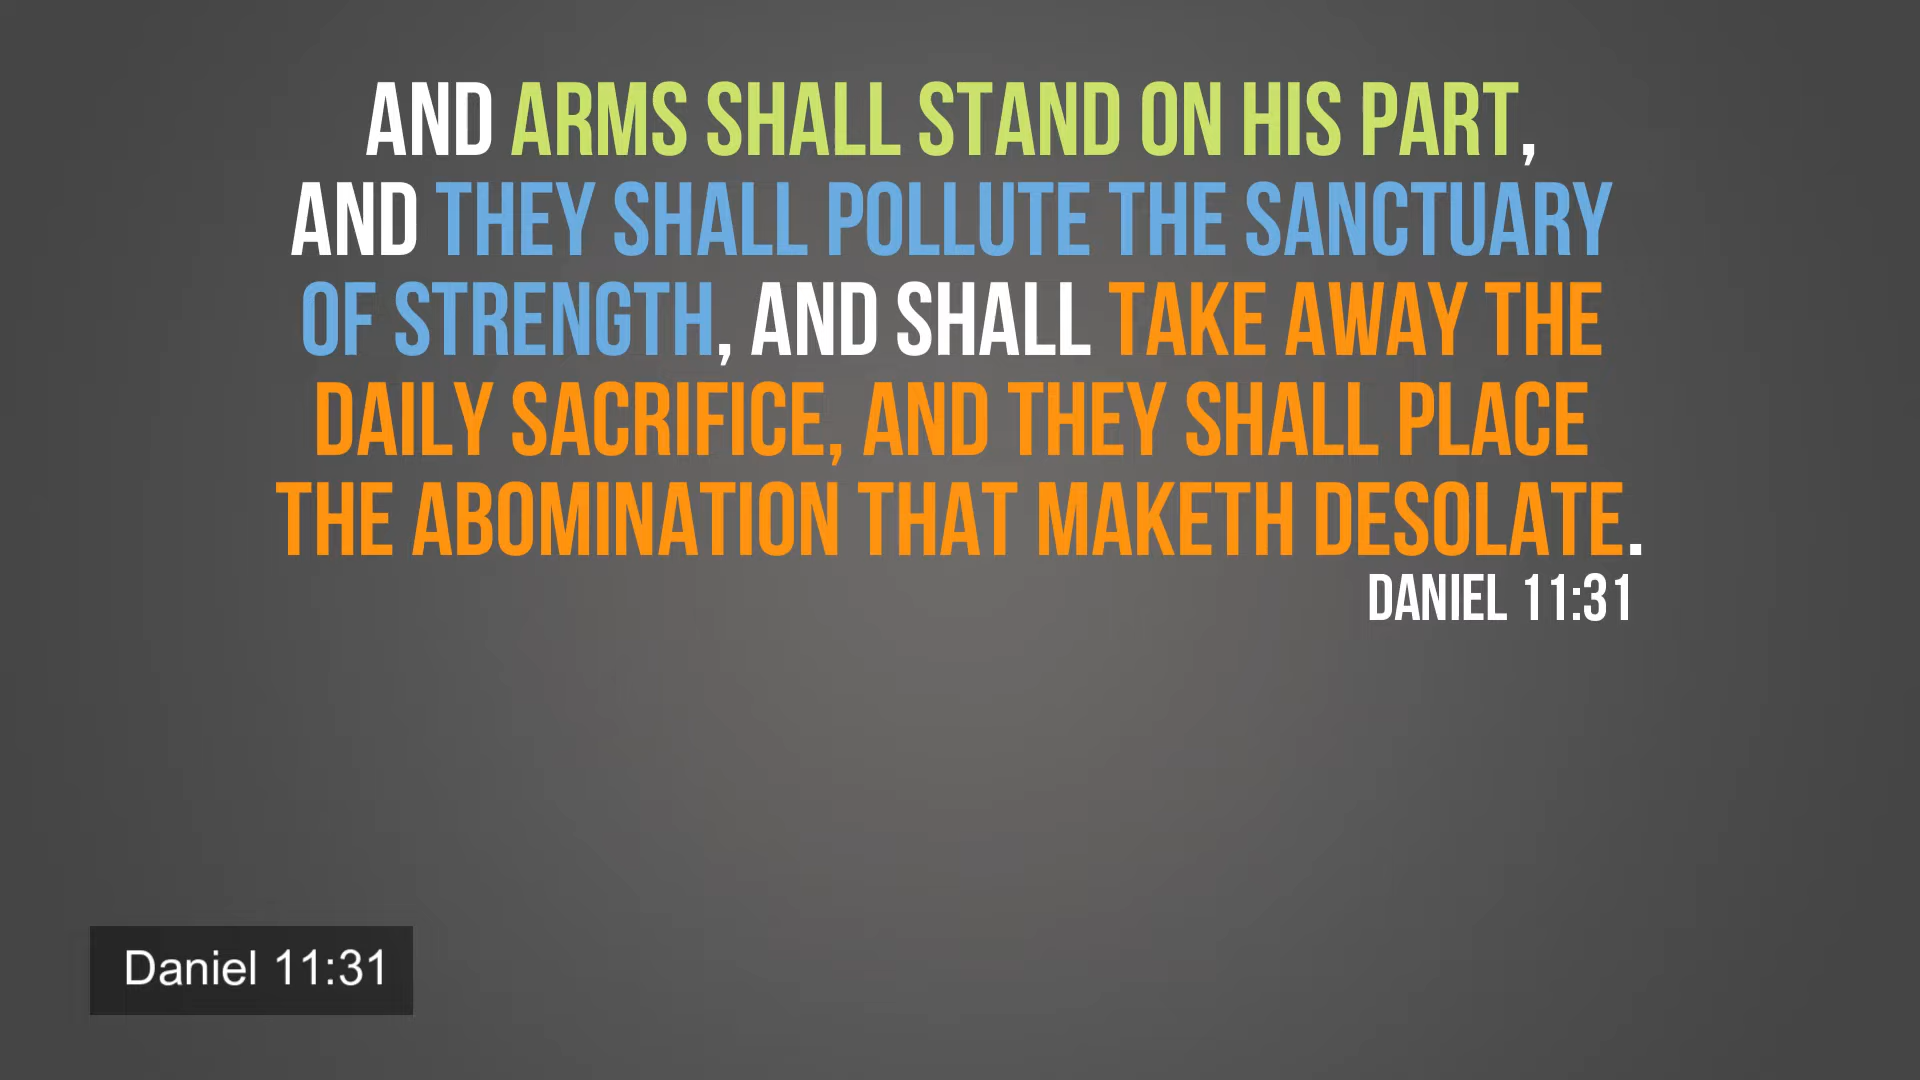 AND ARMS SHALL STAND ON HIS PART,
AND THEY SHALL POLLUTE THE SANCTUARY
OF STRENGTH, AND SHALL TAKE AWAY THE
DAILY SACRIFICE, AND THEY SHALL PLACE
THE ABOMINATION THAT MAKETH DESOLATE.
DANIEL 11:31
Daniel 11:31